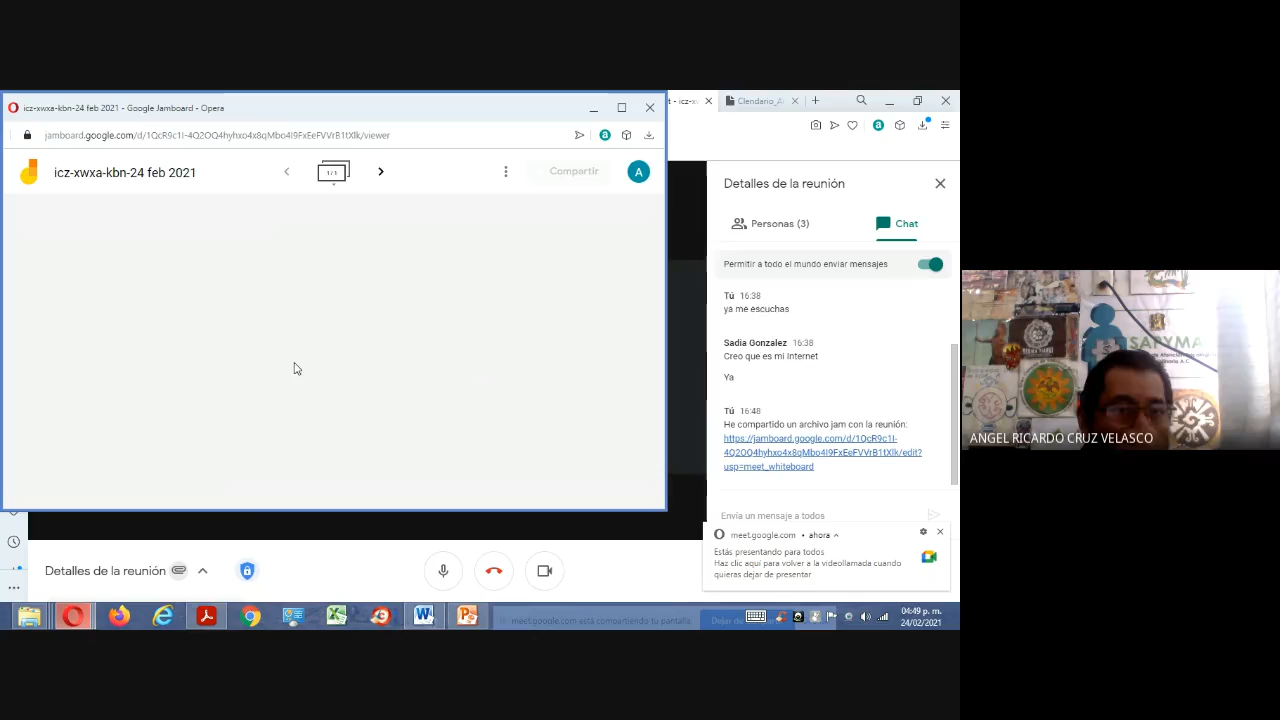 icz-xwxa-kbn-24 feb 2021 - Google Jamboard - Opera
jamboard.google.com/d/1QcR9c1I-4Q2OQ4hyhxo4x8qMbo4I9FxEeFVVrB1tXlk/viewer
icz-xwxa-kbn-24 feb 2021
1/1
Compartir
A
t - icz-x
Clendario_A
Detalles de la reunión
Personas (3)
Chat
Permitir a todo el mundo enviar mensajes
Tú 16:38
ya me escuchas
Sadia Gonzalez 16:38
Creo que es mi Internet
Ya
Tú 16:48
He compartido un archivo jam con la reunión:
https://jamboard.google.com/d/1QcR9c1I-
4Q2OQ4hyhxo4x8qMbo4I9FxEeFVVrB1tXlk/edit?
usp=meet_whiteboard
Envía un mensaje a todos
meet.google.com • ahora
Estás presentando para todos
Haz clic aquí para volver a la videollamada cuando
quieras dejar de presentar
Detalles de la reunión
meet.google.com está compartiendo tu pantalla.
Dejar de
04:49 p. m.
24/02/2021
SAPYMA
ANGEL RICARDO CRUZ VELASCO